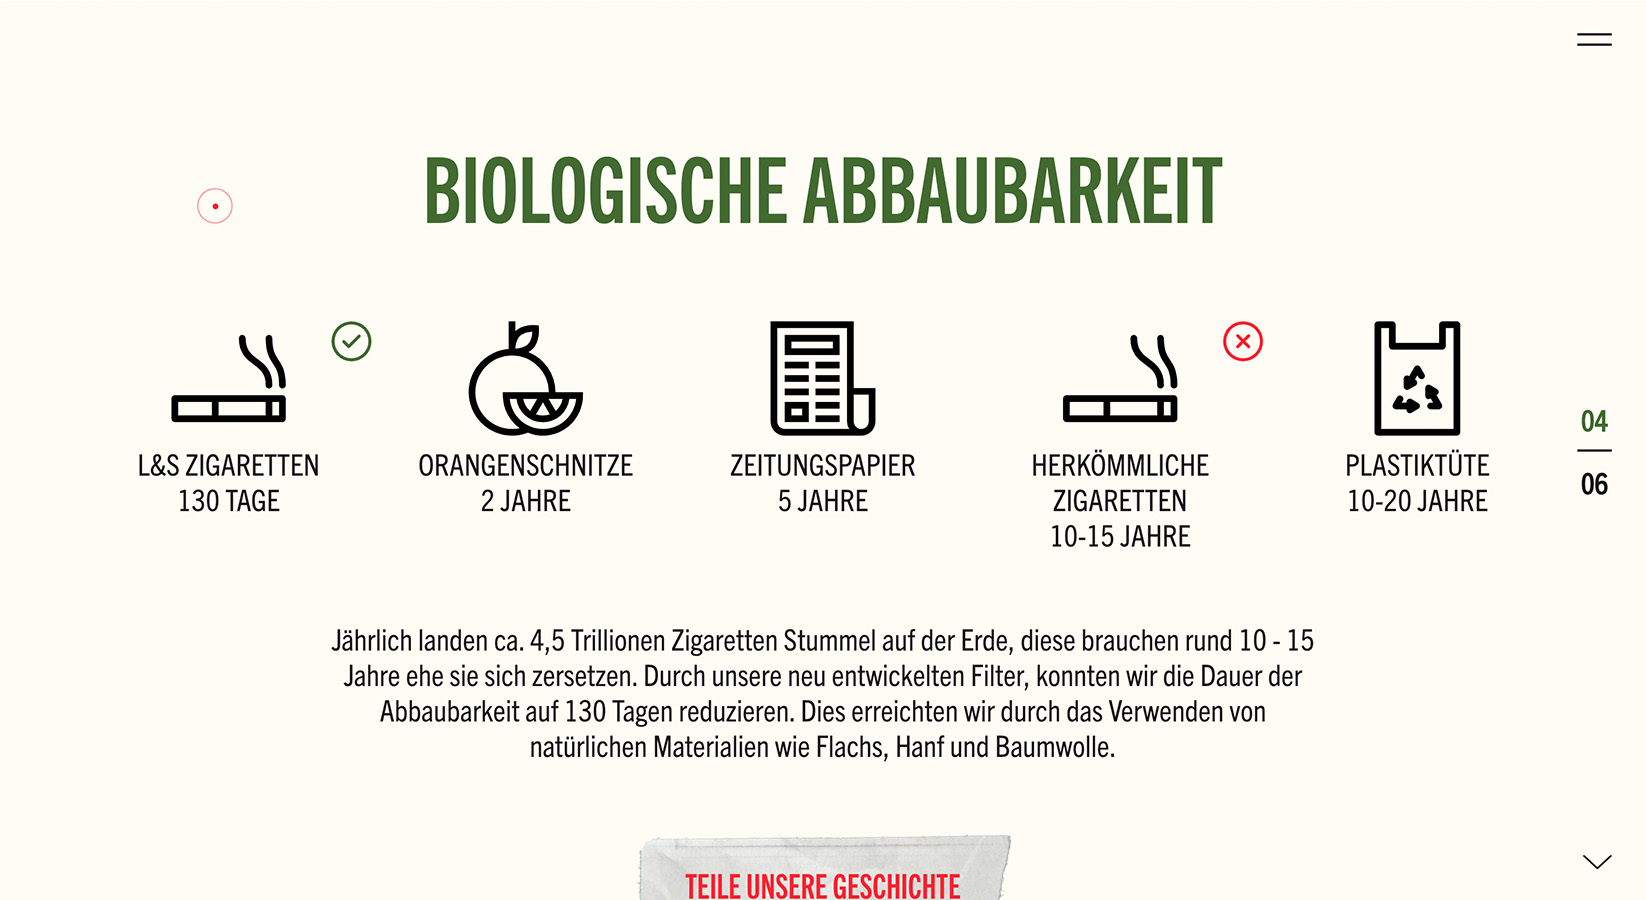 BIOLOGISCHE ABBAUBARKEIT
L&S ZIGARETTEN
130 TAGE
ORANGENSCHNITZE
2 JAHRE
ZEITUNGSPAPIER
5 JAHRE
HERKÖMMLICHE
ZIGARETTEN
10-15 JAHRE
PLASTIKTÜTE
10-20 JAHRE
04
06
Jährlich landen ca. 4,5 Trillionen Zigaretten Stummel auf der Erde, diese brauchen rund 10 - 15
Jahre ehe sie sich zersetzen. Durch unsere neu entwickelten Filter, konnten wir die Dauer der
Abbaubarkeit auf 130 Tagen reduzieren. Dies erreichten wir durch das Verwenden von
natürlichen Materialien wie Flachs, Hanf und Baumwolle.
TEILE UNSERE GESCHICHTE